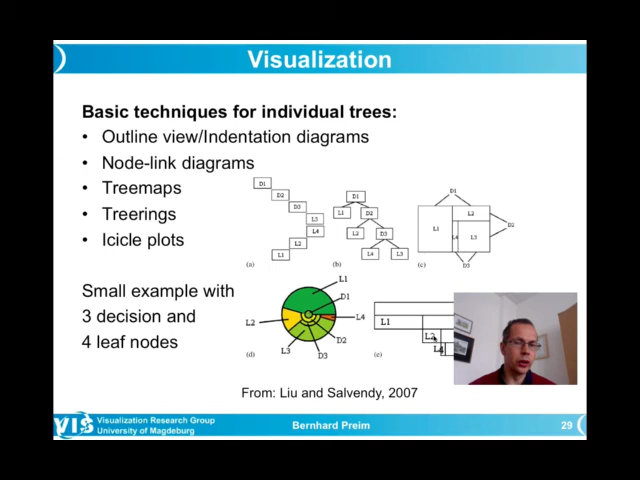 Visualization
Basic techniques for individual trees:
• Outline view/Indentation diagrams
• Node-link diagrams
• Treemaps
• Treerings
• Icicle plots
D1
D2
D3
L3
L4
L2
L1
(a)
D1
L1 D2
L2 D3
L4 L3
(b)
D1
L2
L1
D2
L4 L3
D3
(c)
Small example with
3 decision and
4 leaf nodes
L1
D1
L4
L2
D2
L3
D3
(d)
L1
L2
L4
(e)
From: Liu and Salvendy, 2007
VIS
Visualization Research Group
University of Magdeburg
Bernhard Preim
29